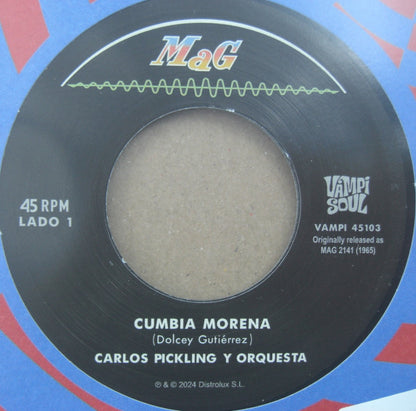 MaG
45 RPM
LADO 1
VAMPI
SOUL
VAMPI 45103
Originally released as
MAG 2141 (1965)
CUMBIA MORENA
(Dolcey Gutiérrez)
CARLOS PICKLING Y ORQUESTA
℗ & © 2024 Distrolux S.L.